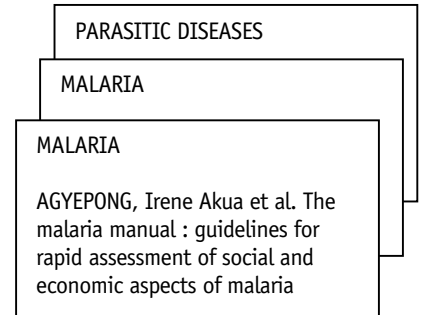 PARASITIC DISEASES
MALARIA
MALARIA
AGYEPONG, Irene Akua et al. The
malaria manual : guidelines for
rapid assessment of social and
economic aspects of malaria